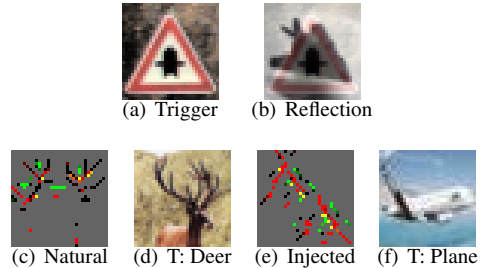 (a) Trigger
(b) Reflection
(c) Natural
(d) T: Deer
(e) Injected
(f) T: Plane